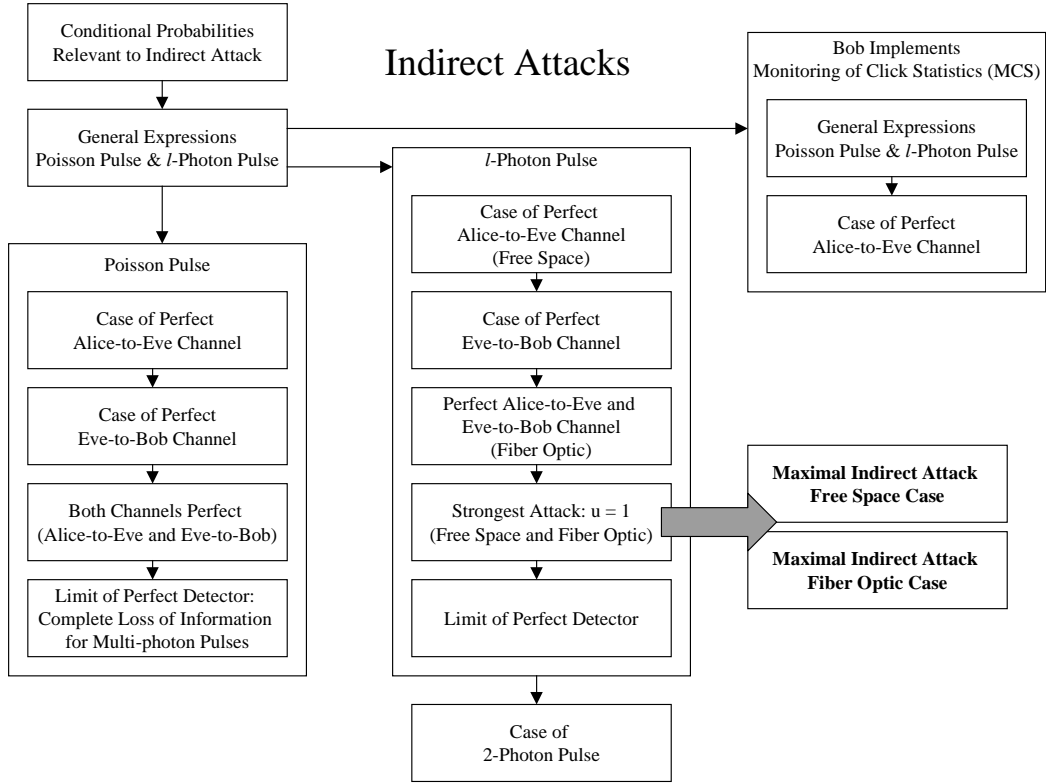 Conditional Probabilities
Relevant to Indirect Attack
Indirect Attacks
General Expressions
Poisson Pulse & l-Photon Pulse
Bob Implements
Monitoring of Click Statistics (MCS)
General Expressions
Poisson Pulse & l-Photon Pulse
Case of Perfect
Alice-to-Eve Channel
Poisson Pulse
Case of Perfect
Alice-to-Eve Channel
Case of Perfect
Eve-to-Bob Channel
Both Channels Perfect
(Alice-to-Eve and Eve-to-Bob)
Limit of Perfect Detector:
Complete Loss of Information
for Multi-photon Pulses
l-Photon Pulse
Case of Perfect
Alice-to-Eve Channel
(Free Space)
Case of Perfect
Eve-to-Bob Channel
Perfect Alice-to-Eve and
Eve-to-Bob Channel
(Fiber Optic)
Strongest Attack: u = 1
(Free Space and Fiber Optic)
Limit of Perfect Detector
Case of
2-Photon Pulse
Maximal Indirect Attack
Free Space Case
Maximal Indirect Attack
Fiber Optic Case